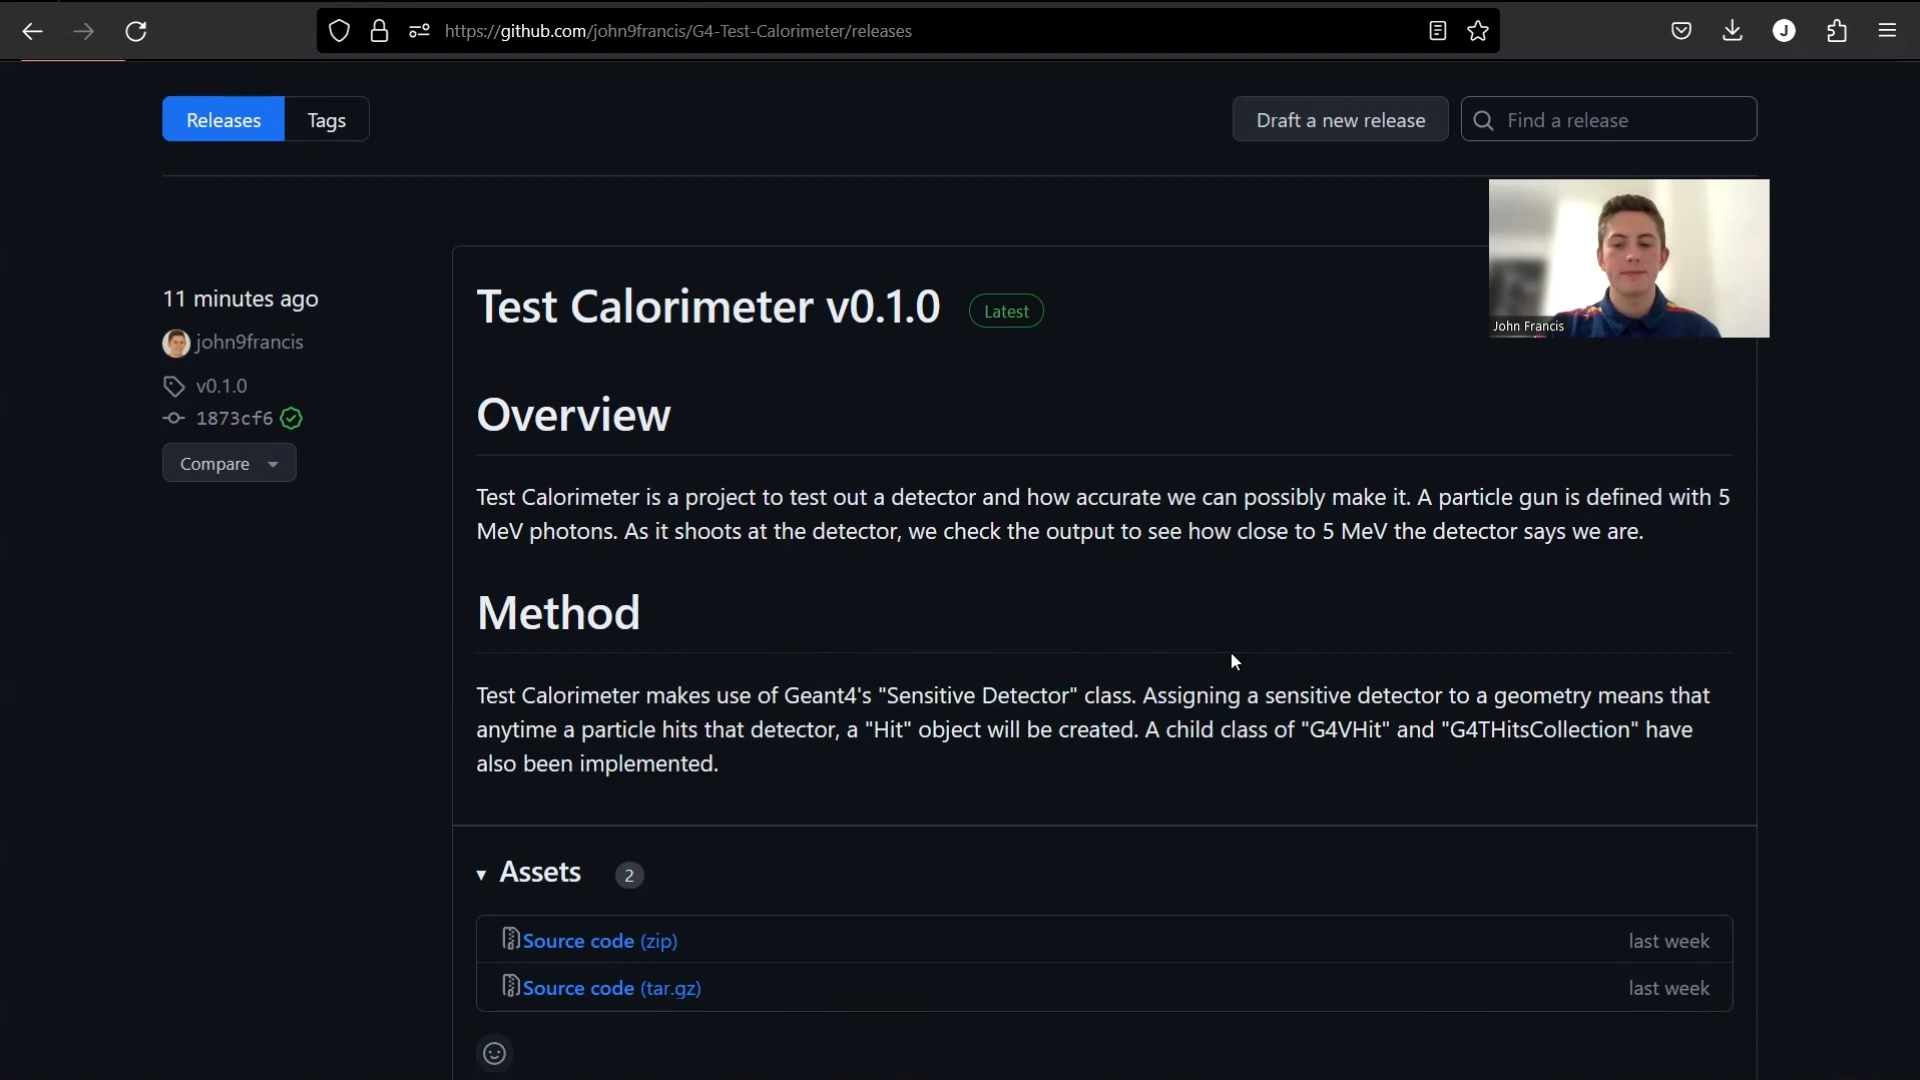 https://github.com/john9francis/G4-Test-Calorimeter/releases
J
Releases
Tags
Draft a new release
Find a release
11 minutes ago
john9francis
v0.1.0
1873cf6
Compare
Test Calorimeter v0.1.0
Latest
John Francis
Overview
Test Calorimeter is a project to test out a detector and how accurate we can possibly make it. A particle gun is defined with 5
MeV photons. As it shoots at the detector, we check the output to see how close to 5 MeV the detector says we are.
Method
Test Calorimeter makes use of Geant4's "Sensitive Detector" class. Assigning a sensitive detector to a geometry means that
anytime a particle hits that detector, a "Hit" object will be created. A child class of "G4VHit" and "G4THitsCollection" have
also been implemented.
Assets 2
Source code (zip)
last week
Source code (tar.gz)
last week